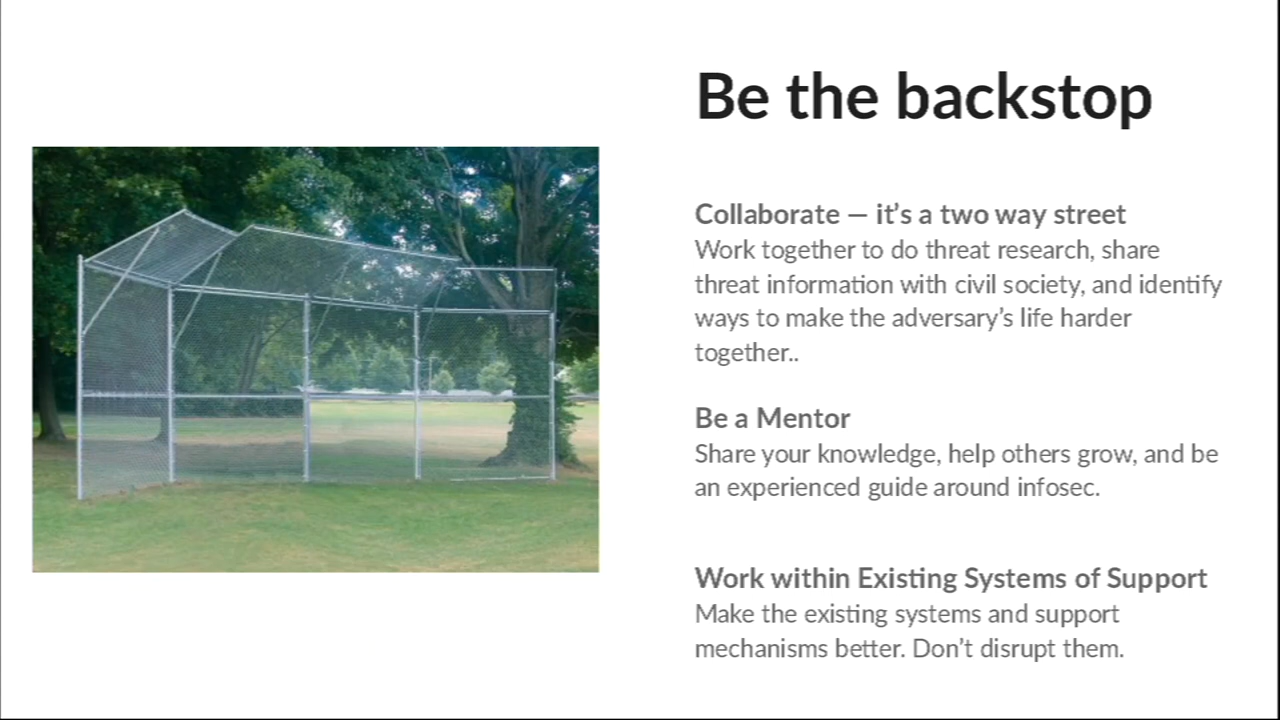 Be the backstop
Collaborate — it’s a two way street
Work together to do threat research, share
threat information with civil society, and identify
ways to make the adversary’s life harder
together..
Be a Mentor
Share your knowledge, help others grow, and be
an experienced guide around infosec.
Work within Existing Systems of Support
Make the existing systems and support
mechanisms better. Don’t disrupt them.